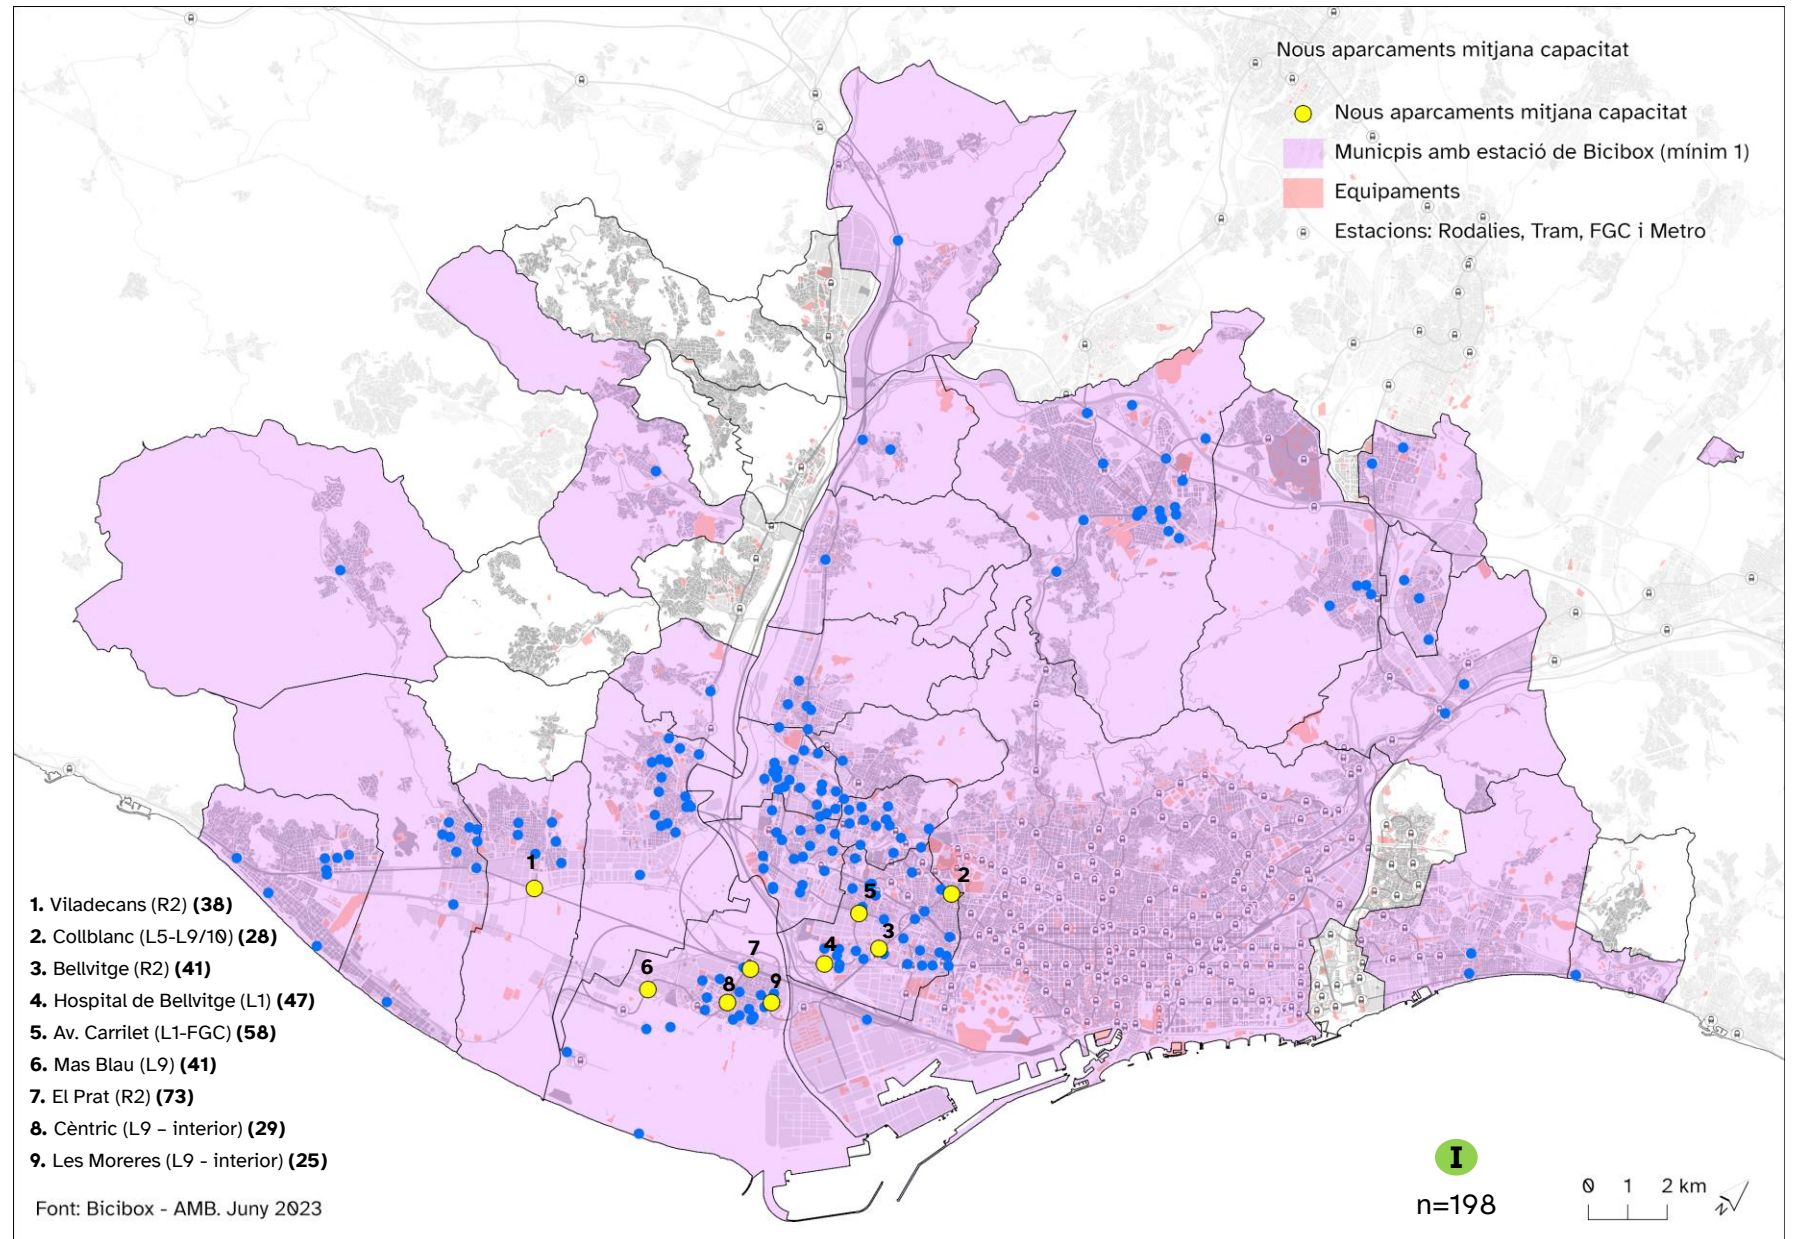 Nous aparcaments mitjana capacitat
Nous aparcaments mitjana capacitat
Municpis amb estació de Bicibox (mínim 1)
Equipaments
Estacions: Rodalies, Tram, FGC i Metro
1
2
5
3
4
7
6
8
9
1. Viladecans (R2) (38)
2. Collblanc (L5-L9/10) (28)
3. Bellvitge (R2) (41)
4. Hospital de Bellvitge (L1) (47)
5. Av. Carrilet (L1-FGC) (58)
6. Mas Blau (L9) (41)
7. El Prat (R2) (73)
8. Cèntric (L9 – interior) (29)
9. Les Moreres (L9 - interior) (25)
Font: Bicibox - AMB. Juny 2023
I
n=198
0 1 2 km
N